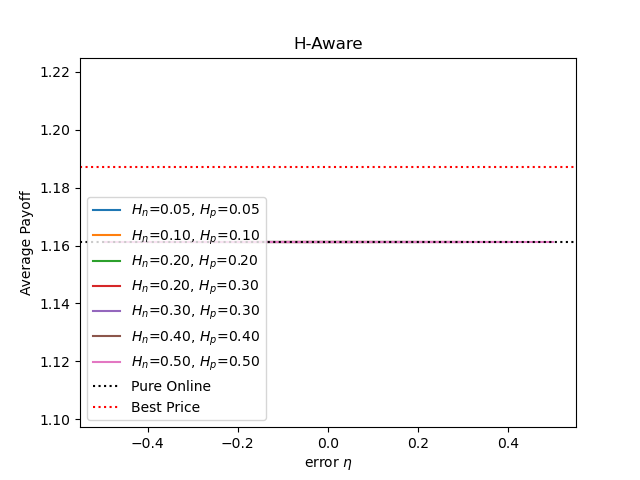 H-Aware
1.22
1.20
1.18
1.16
1.14
1.12
1.10
Average Payoff
Hn=0.05, Hp=0.05
Hn=0.10, Hp=0.10
Hn=0.20, Hp=0.20
Hn=0.20, Hp=0.30
Hn=0.30, Hp=0.30
Hn=0.40, Hp=0.40
Hn=0.50, Hp=0.50
Pure Online
Best Price
−0.4 −0.2 0.0 0.2 0.4
error η